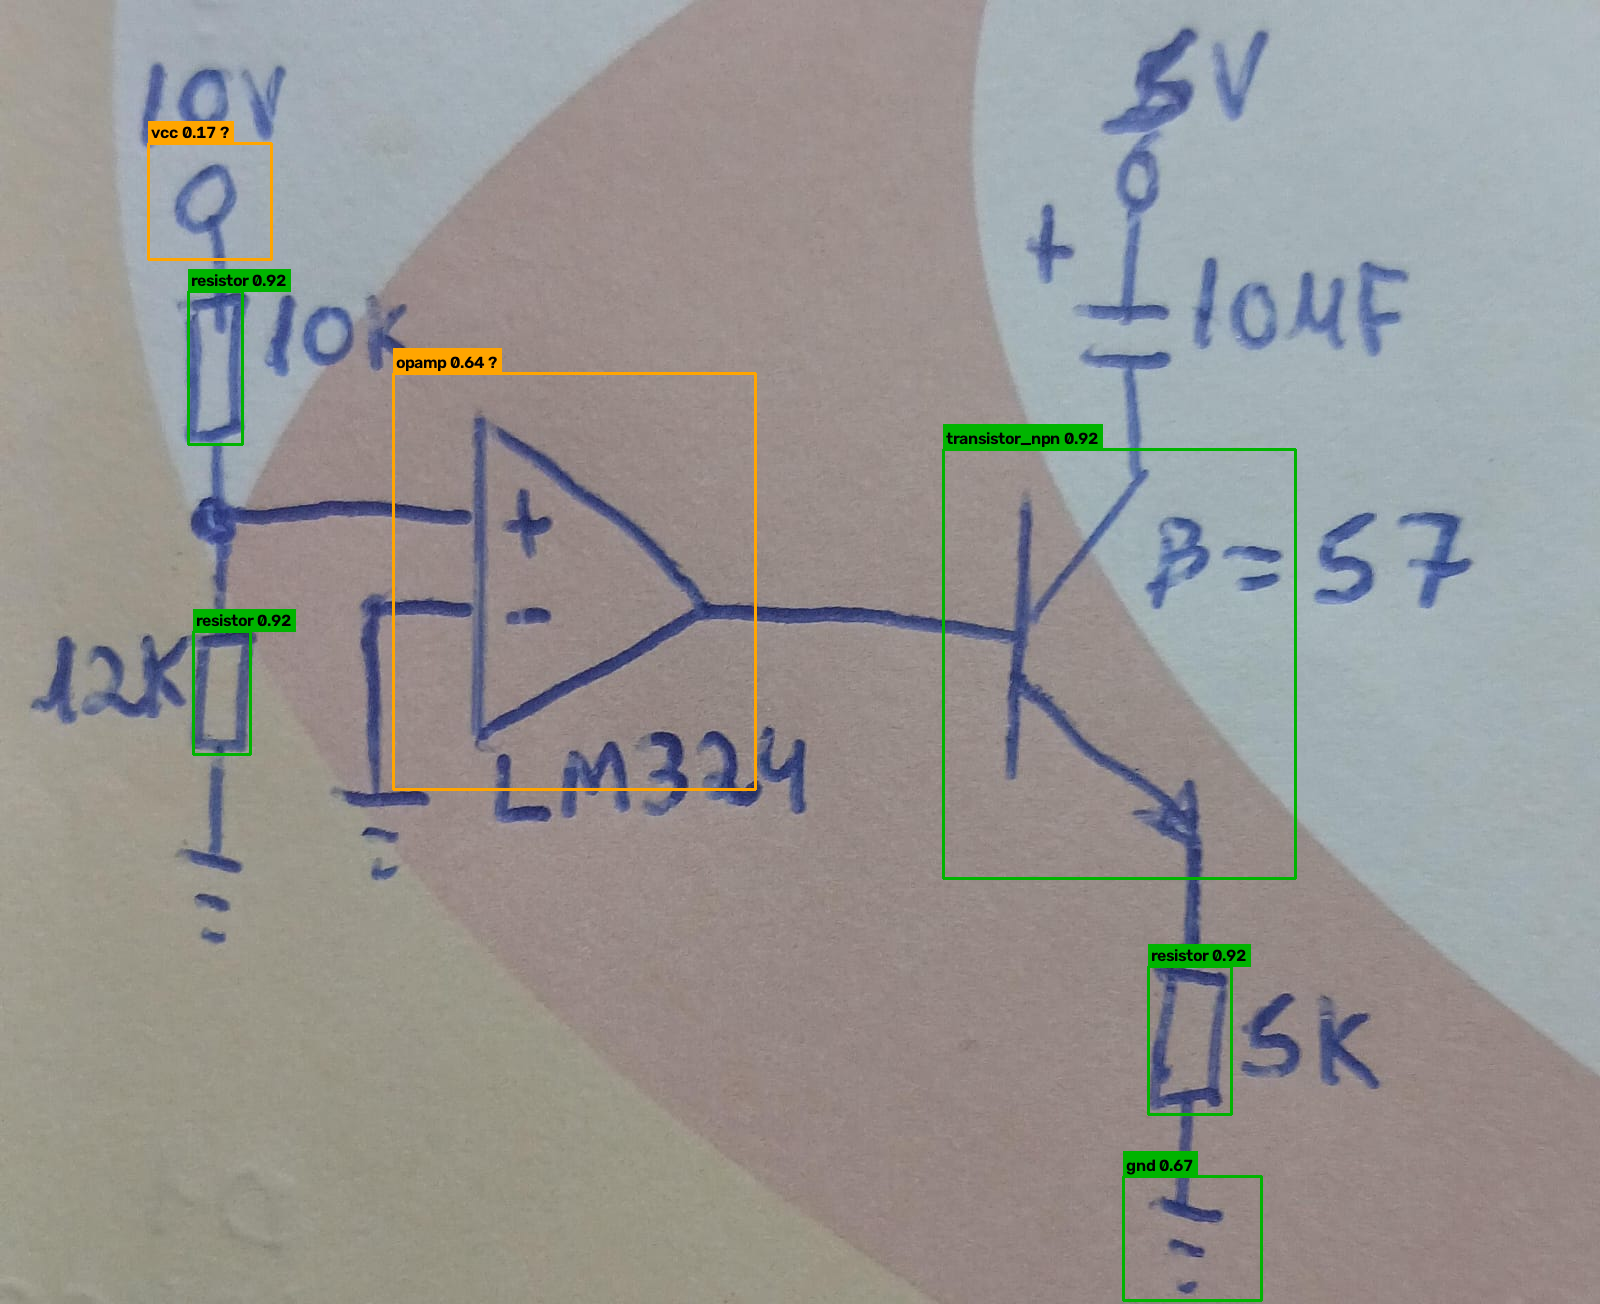 10V
vcc 0.17 ?
resistor 0.92
10K
opamp 0.64 ?
+
-
LM324
resistor 0.92
12K
5V
+
10µF
transistor_npn 0.92
β = 57
resistor 0.92
5K
gnd 0.67